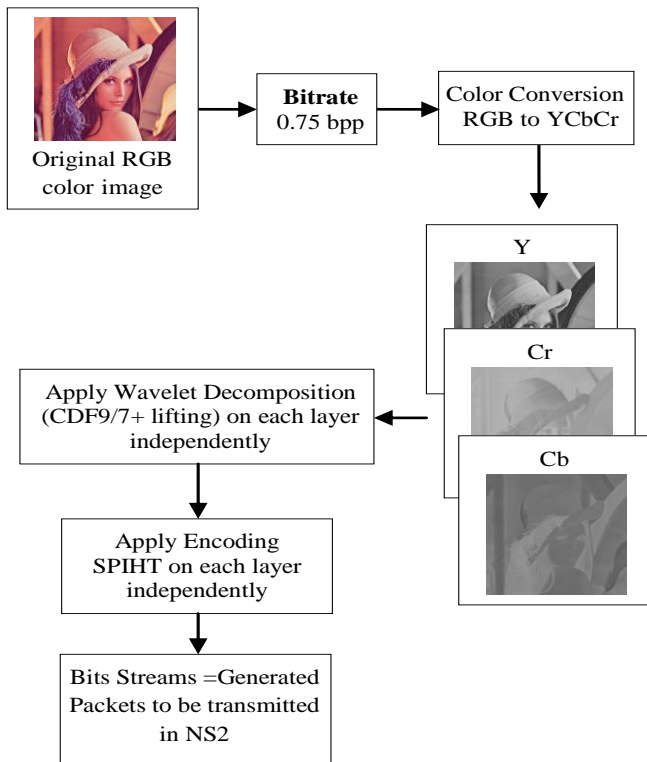 Original RGB
color image
Bitrate
0.75 bpp
Color Conversion
RGB to YCbCr
Y
Cr
Cb
Apply Wavelet Decomposition
(CDF9/7+ lifting) on each layer
independently
Apply Encoding
SPIHT on each layer
independently
Bits Streams =Generated
Packets to be transmitted
in NS2